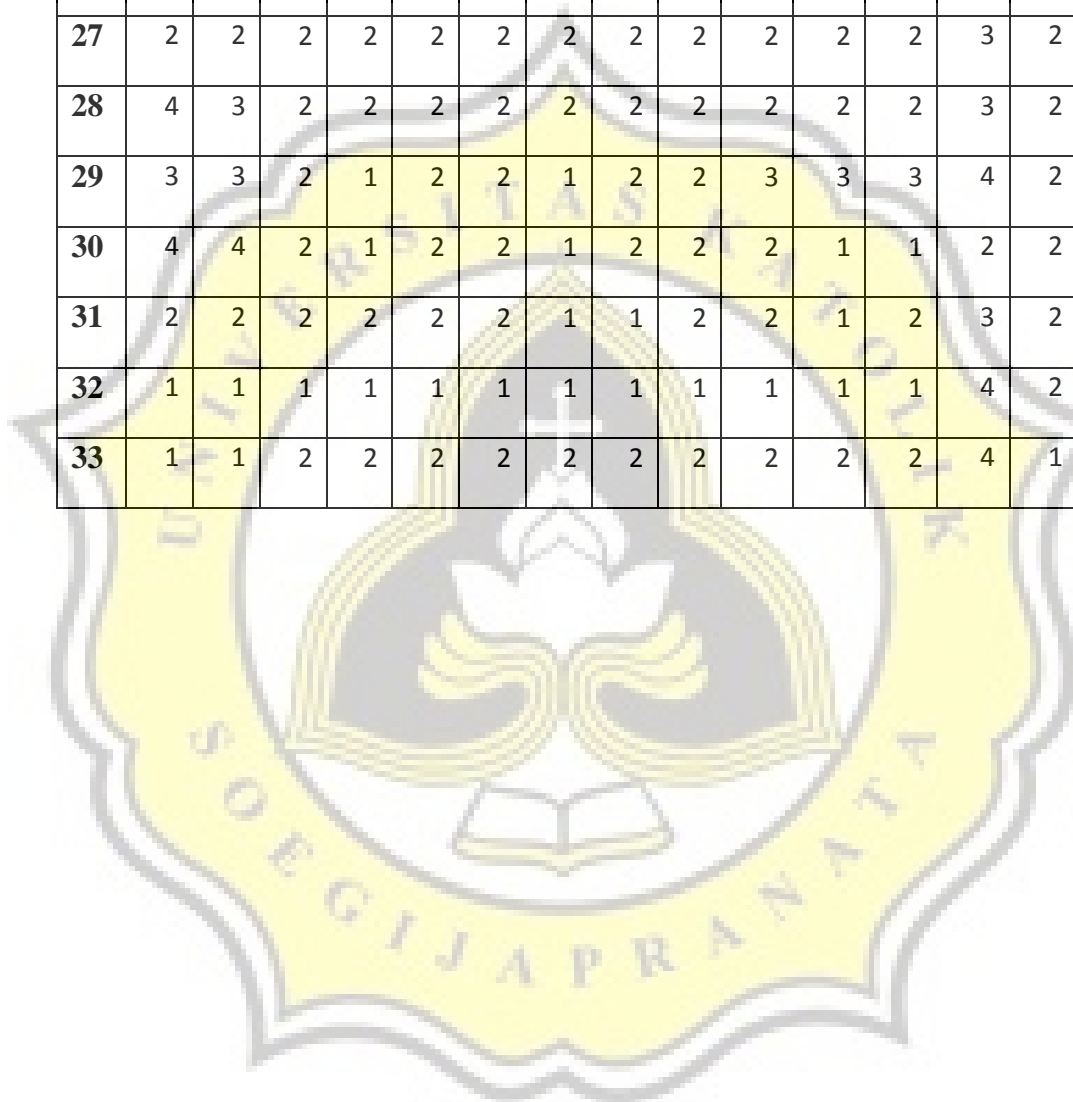 27 2 2 2 2 2 2 2 2 2 2 2 2 3 2
28 4 3 2 2 2 2 2 2 2 2 2 2 3 2
29 3 3 2 1 2 2 1 2 2 3 3 3 4 2
30 4 4 2 1 2 2 1 2 2 2 1 1 2 2
31 2 2 2 2 2 2 1 1 2 2 1 2 3 2
32 1 1 1 1 1 1 1 1 1 1 1 1 4 2
33 1 1 2 2 2 2 2 2 2 2 2 2 4 1
UNIVERSITAS KATOLIK
SOEGIJAPRANATA